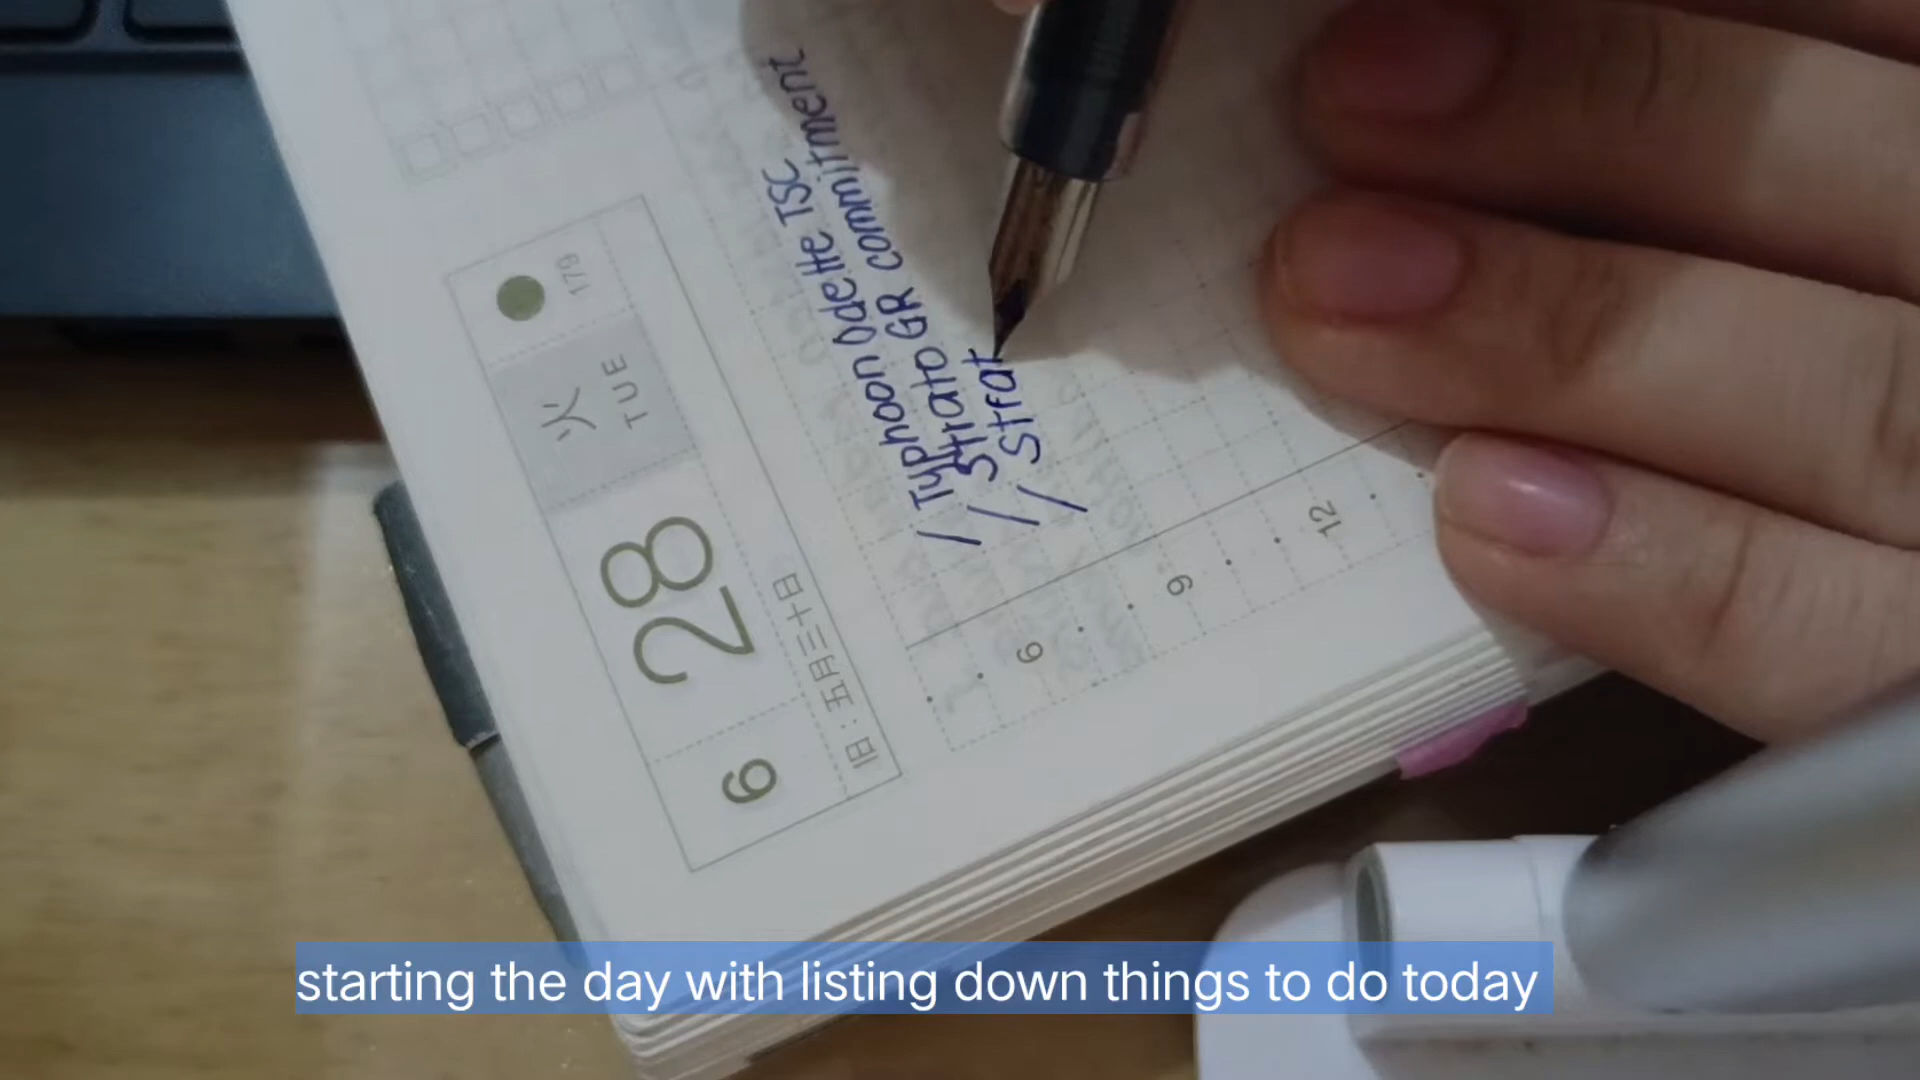 6
28
火
TUE
179
旧：五月三十日
/ Typhoon Odette TSC
// Strato GR commitment
/ Strat
6
9
12
starting the day with listing down things to do today